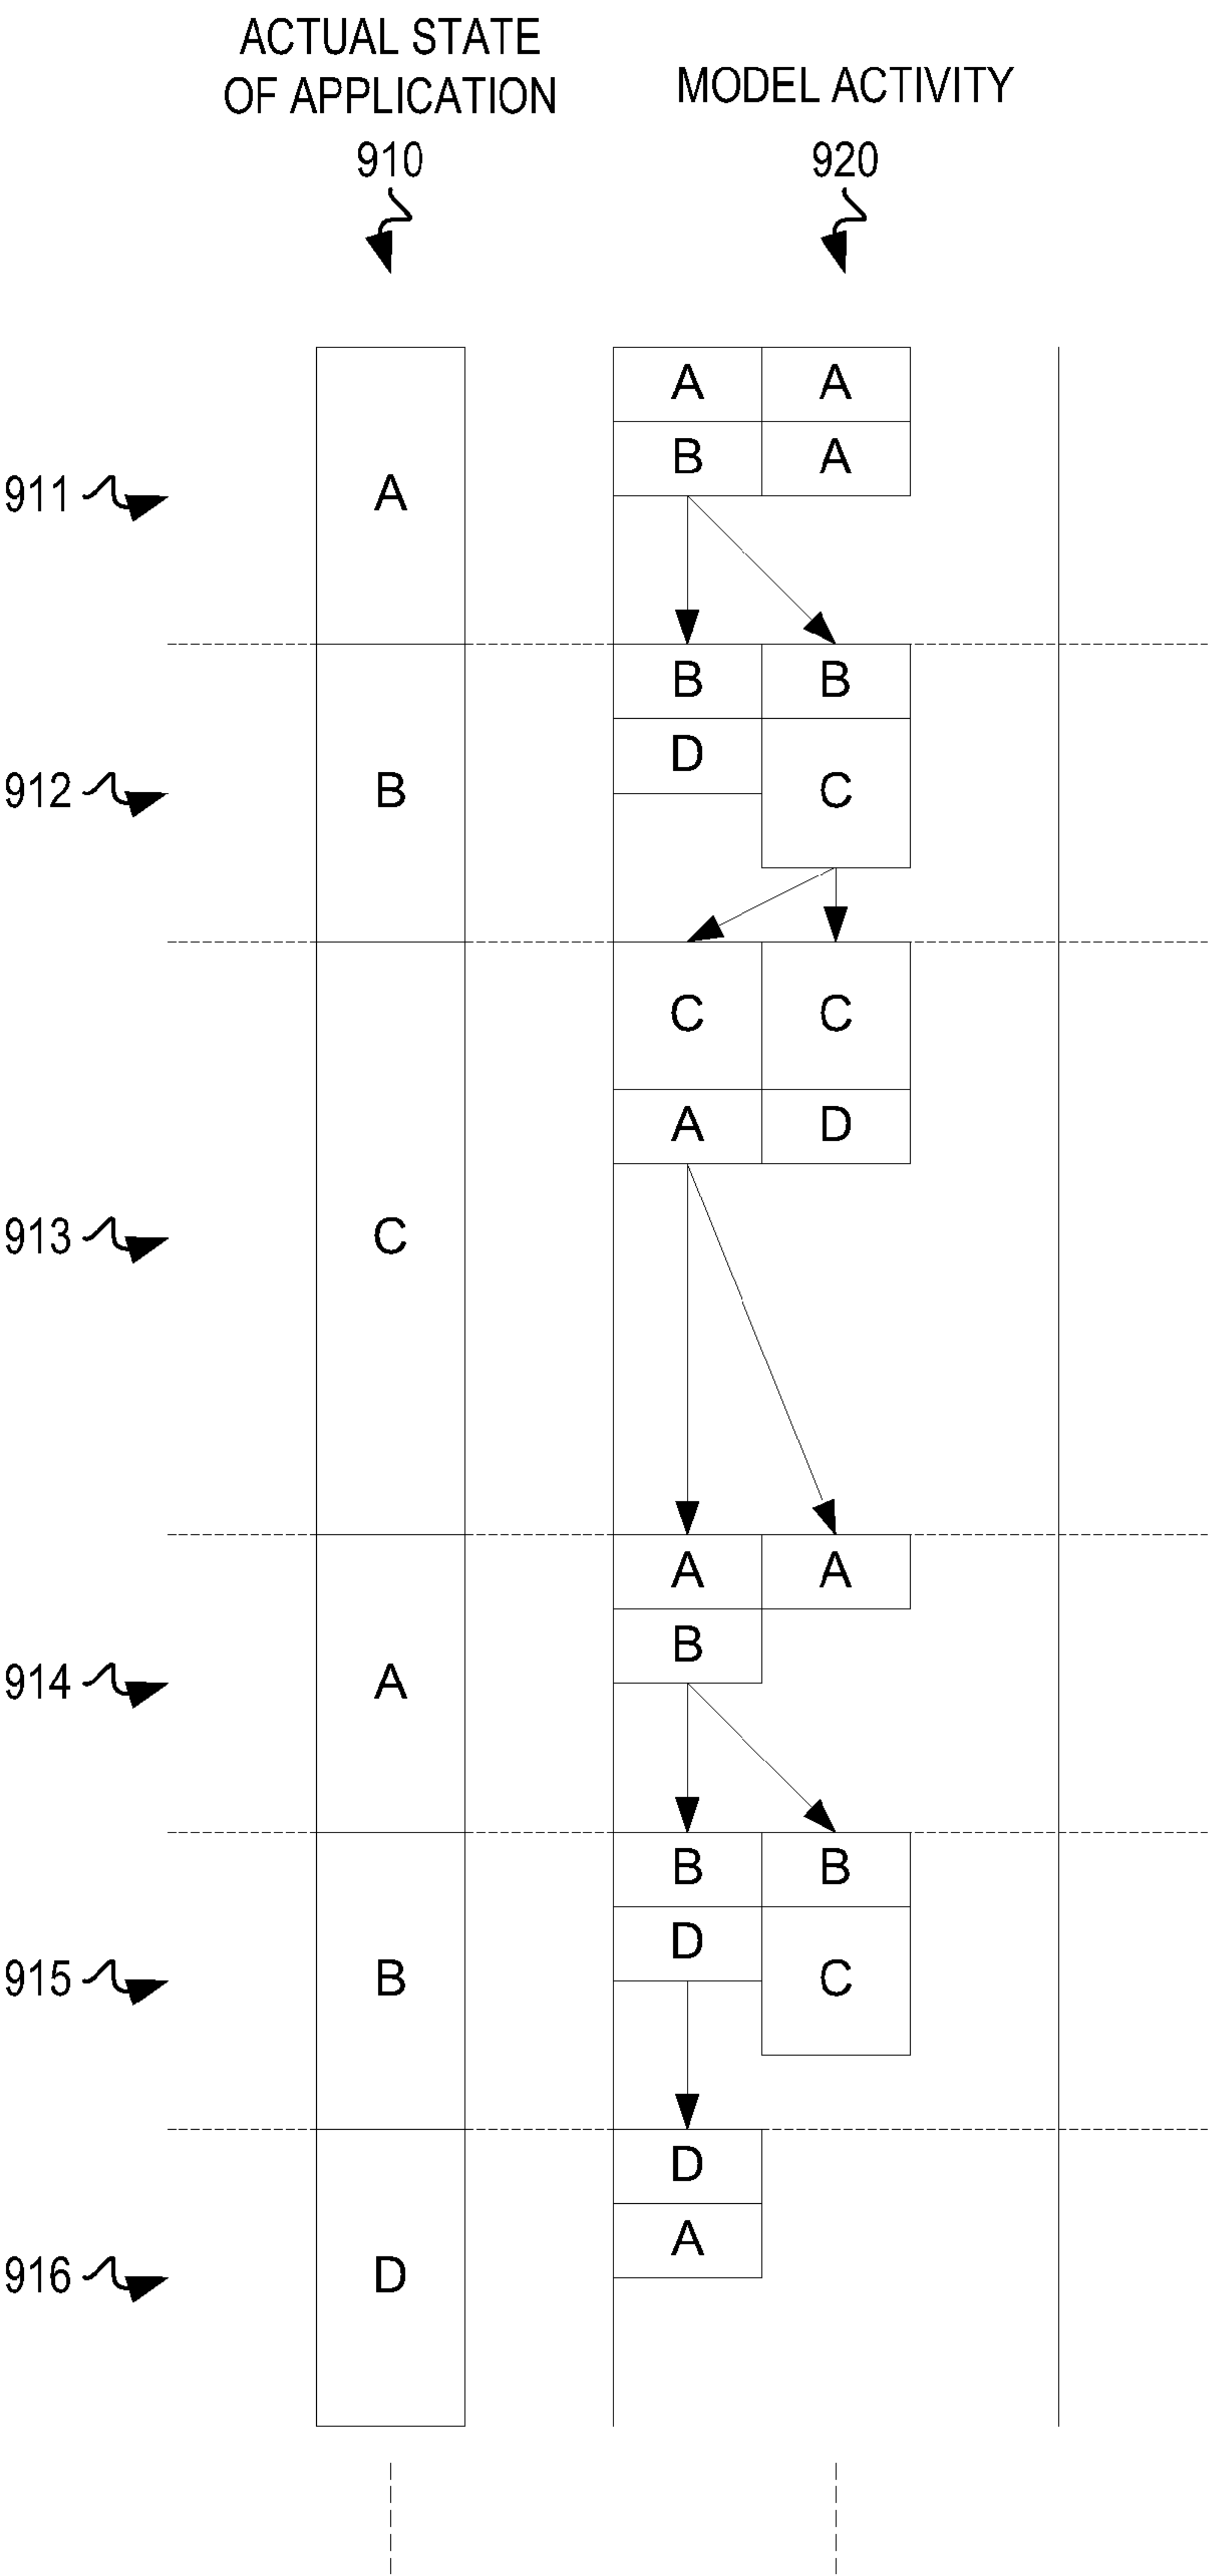 ACTUAL STATE
OF APPLICATION
MODEL ACTIVITY
910
920
A A
B A
911 A
B B
D
912 B C
C C
A D
913 C
A A
B
914 A
B B
D
915 B C
D
A
916 D